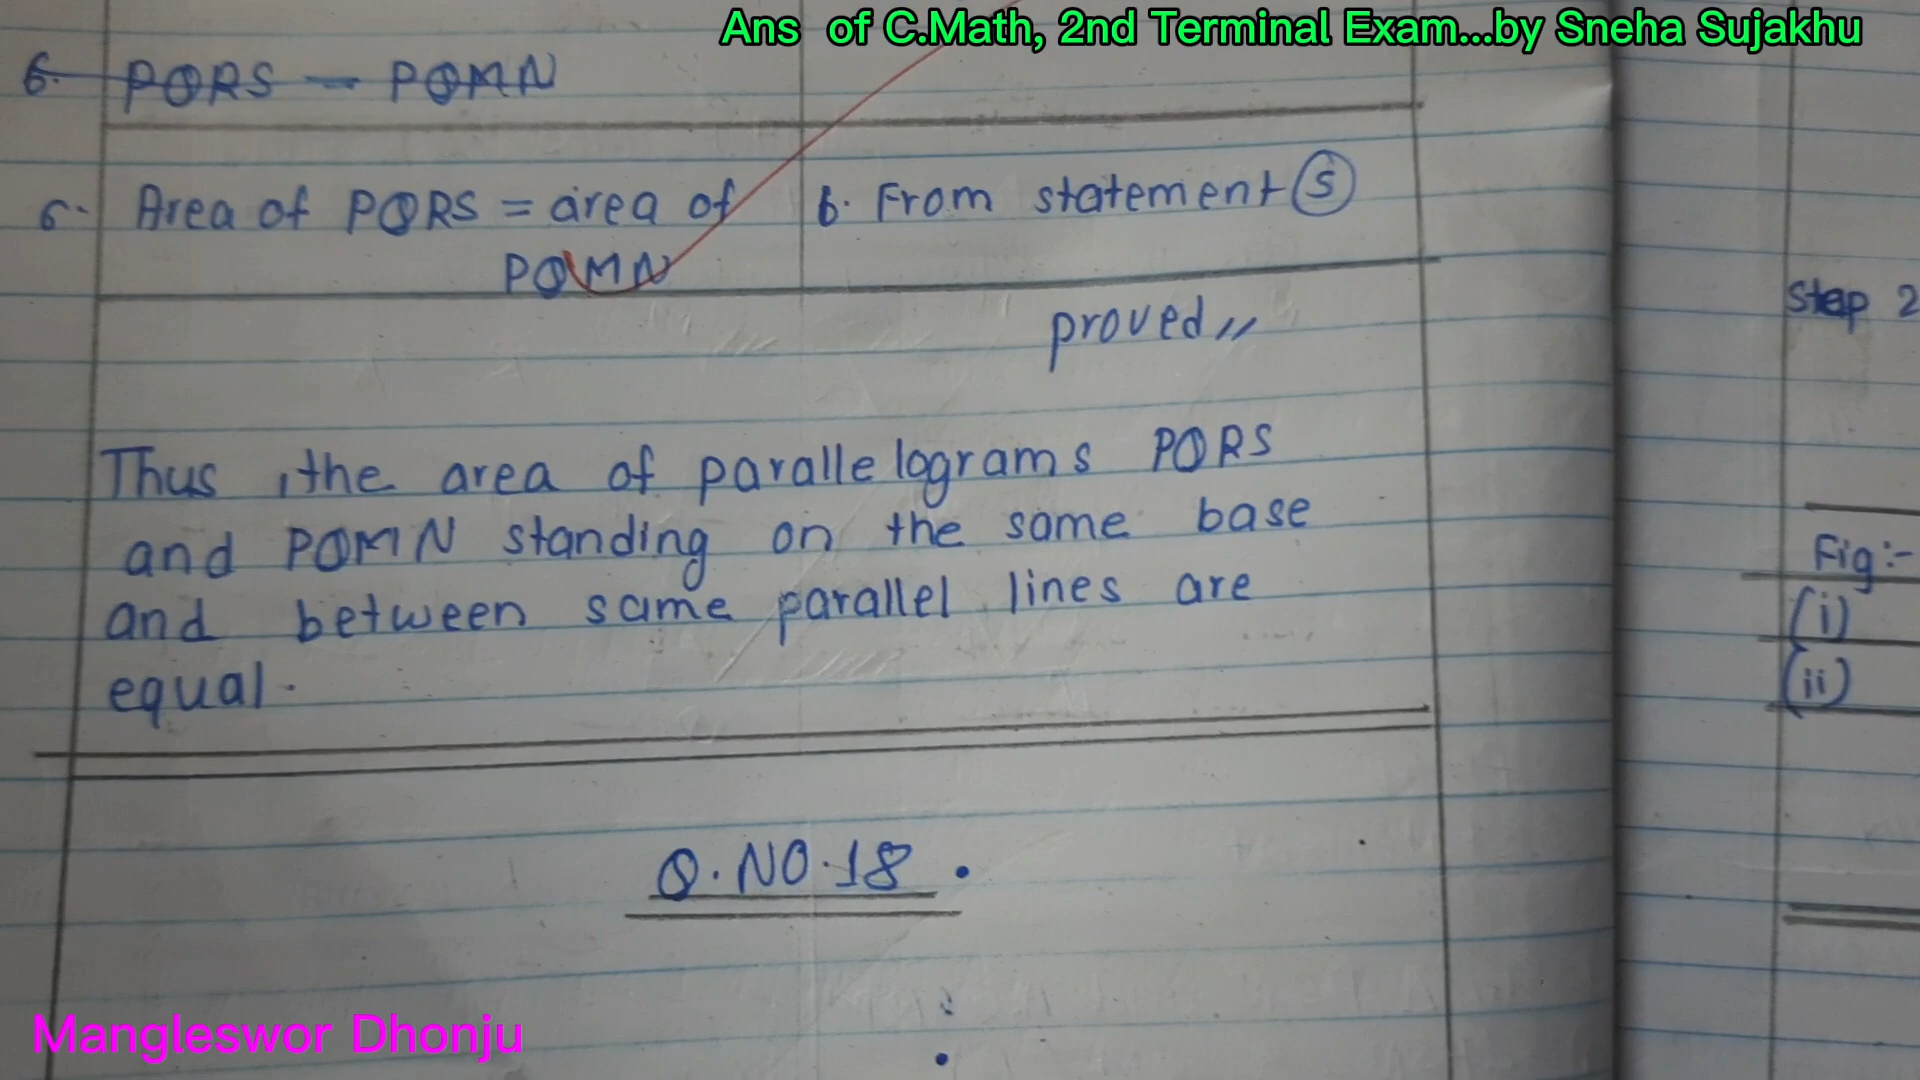 Ans of C.Math, 2nd Terminal Exam...by Sneha Sujakhu
6. PQRS = PQMN
6. Area of PQRS = area of PQMN
6. From statement (5)
proved //
Thus, the area of parallelograms PQRS
and PQMN standing on the same base
and between same parallel lines are
equal.
Q.NO.18.
Step 2
Fig:-
(i)
(ii)
Mangleswor Dhonju